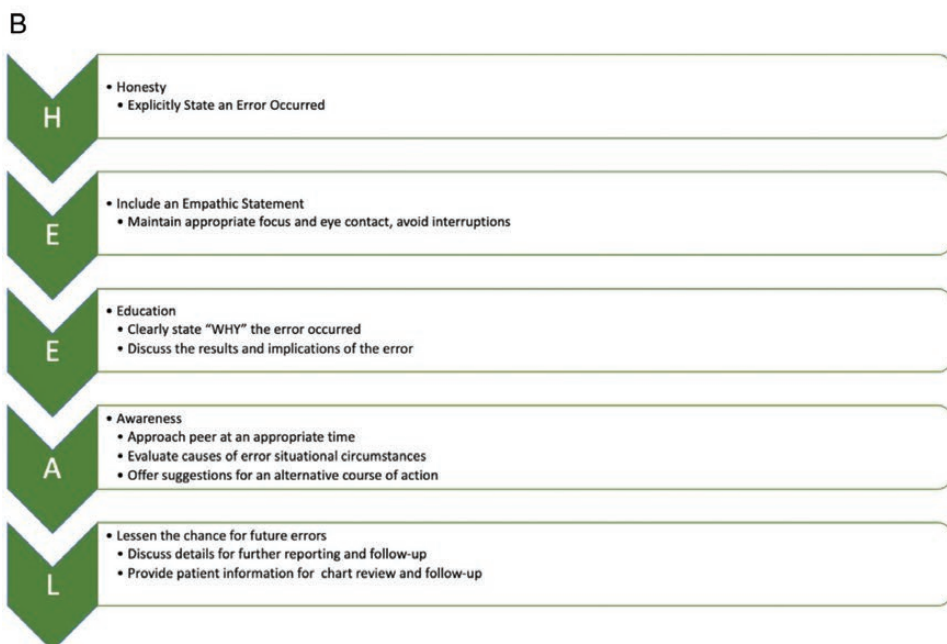 B
H
• Honesty
• Explicitly State an Error Occurred
E
• Include an Empathic Statement
• Maintain appropriate focus and eye contact, avoid interruptions
E
• Education
• Clearly state “WHY” the error occurred
• Discuss the results and implications of the error
A
• Awareness
• Approach peer at an appropriate time
• Evaluate causes of error situational circumstances
• Offer suggestions for an alternative course of action
L
• Lessen the chance for future errors
• Discuss details for further reporting and follow-up
• Provide patient information for chart review and follow-up